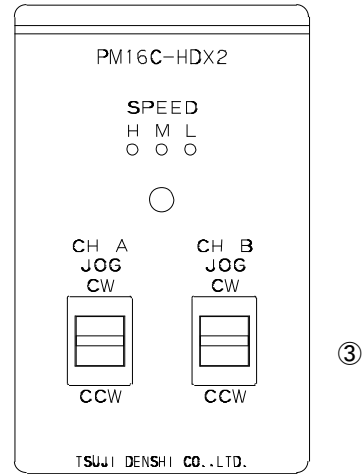 PM16C-HDX2
SPEED
H M L
CH A CH B
JOG JOG
CW CW
③
CCW CCW
TSUJI DENSHI CO.,LTD.